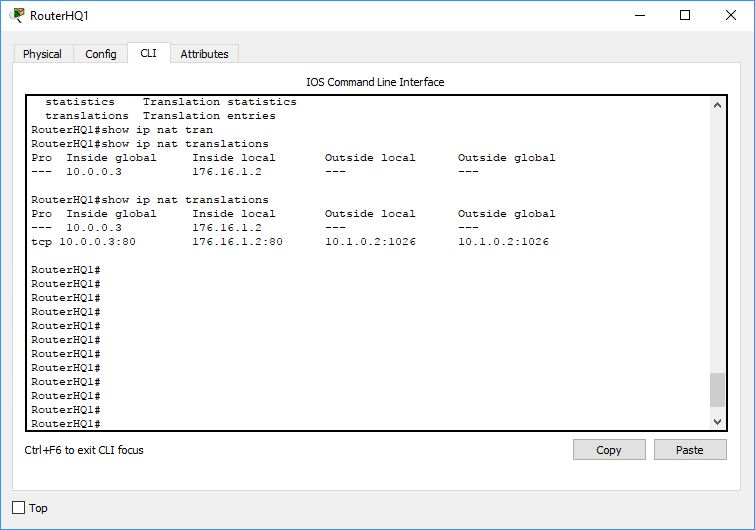 RouterHQ1
Physical Config CLI Attributes
IOS Command Line Interface
statistics Translation statistics
translations Translation entries
RouterHQ1#show ip nat tran
RouterHQ1#show ip nat translations
Pro Inside global Inside local Outside local Outside global
--- 10.0.0.3 176.16.1.2 --- ---
RouterHQ1#show ip nat translations
Pro Inside global Inside local Outside local Outside global
--- 10.0.0.3 176.16.1.2 --- ---
tcp 10.0.0.3:80 176.16.1.2:80 10.1.0.2:1026 10.1.0.2:1026
RouterHQ1#
RouterHQ1#
RouterHQ1#
RouterHQ1#
RouterHQ1#
RouterHQ1#
RouterHQ1#
RouterHQ1#
RouterHQ1#
RouterHQ1#
RouterHQ1#
RouterHQ1#
Ctrl+F6 to exit CLI focus
Copy Paste
Top